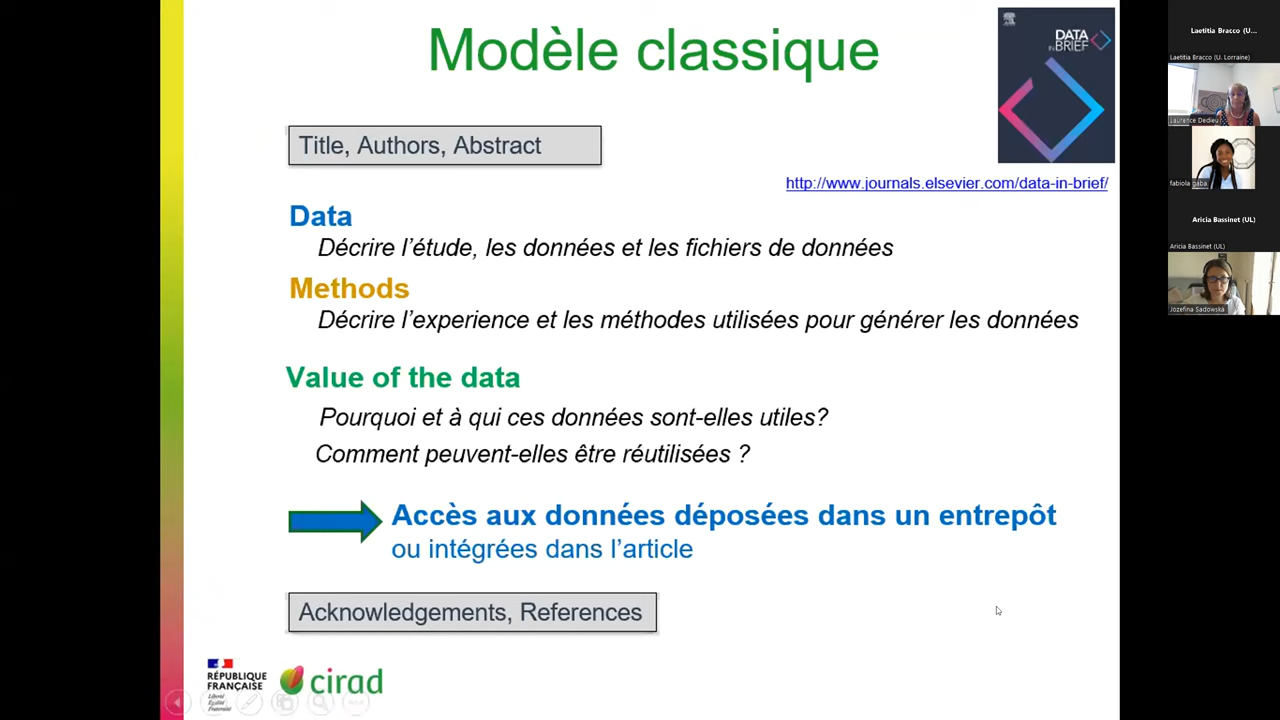 Modèle classique
DATA
IN BRIEF
Title, Authors, Abstract
http://www.journals.elsevier.com/data-in-brief/
Data
Décrire l’étude, les données et les fichiers de données
Methods
Décrire l’experience et les méthodes utilisées pour générer les données
Value of the data
Pourquoi et à qui ces données sont-elles utiles?
Comment peuvent-elles être réutilisées ?
Accès aux données déposées dans un entrepôt
ou intégrées dans l’article
Acknowledgements, References
RÉPUBLIQUE
FRANÇAISE
Liberté
Égalité
Fraternité
cirad
Laetitia Bracco (U...
Laetitia Bracco (U. Lorraine)
Laurence Dedieu
fabiola gaba
Aricia Bassinet (UL)
Aricia Bassinet (UL)
Jozefina Sadowska